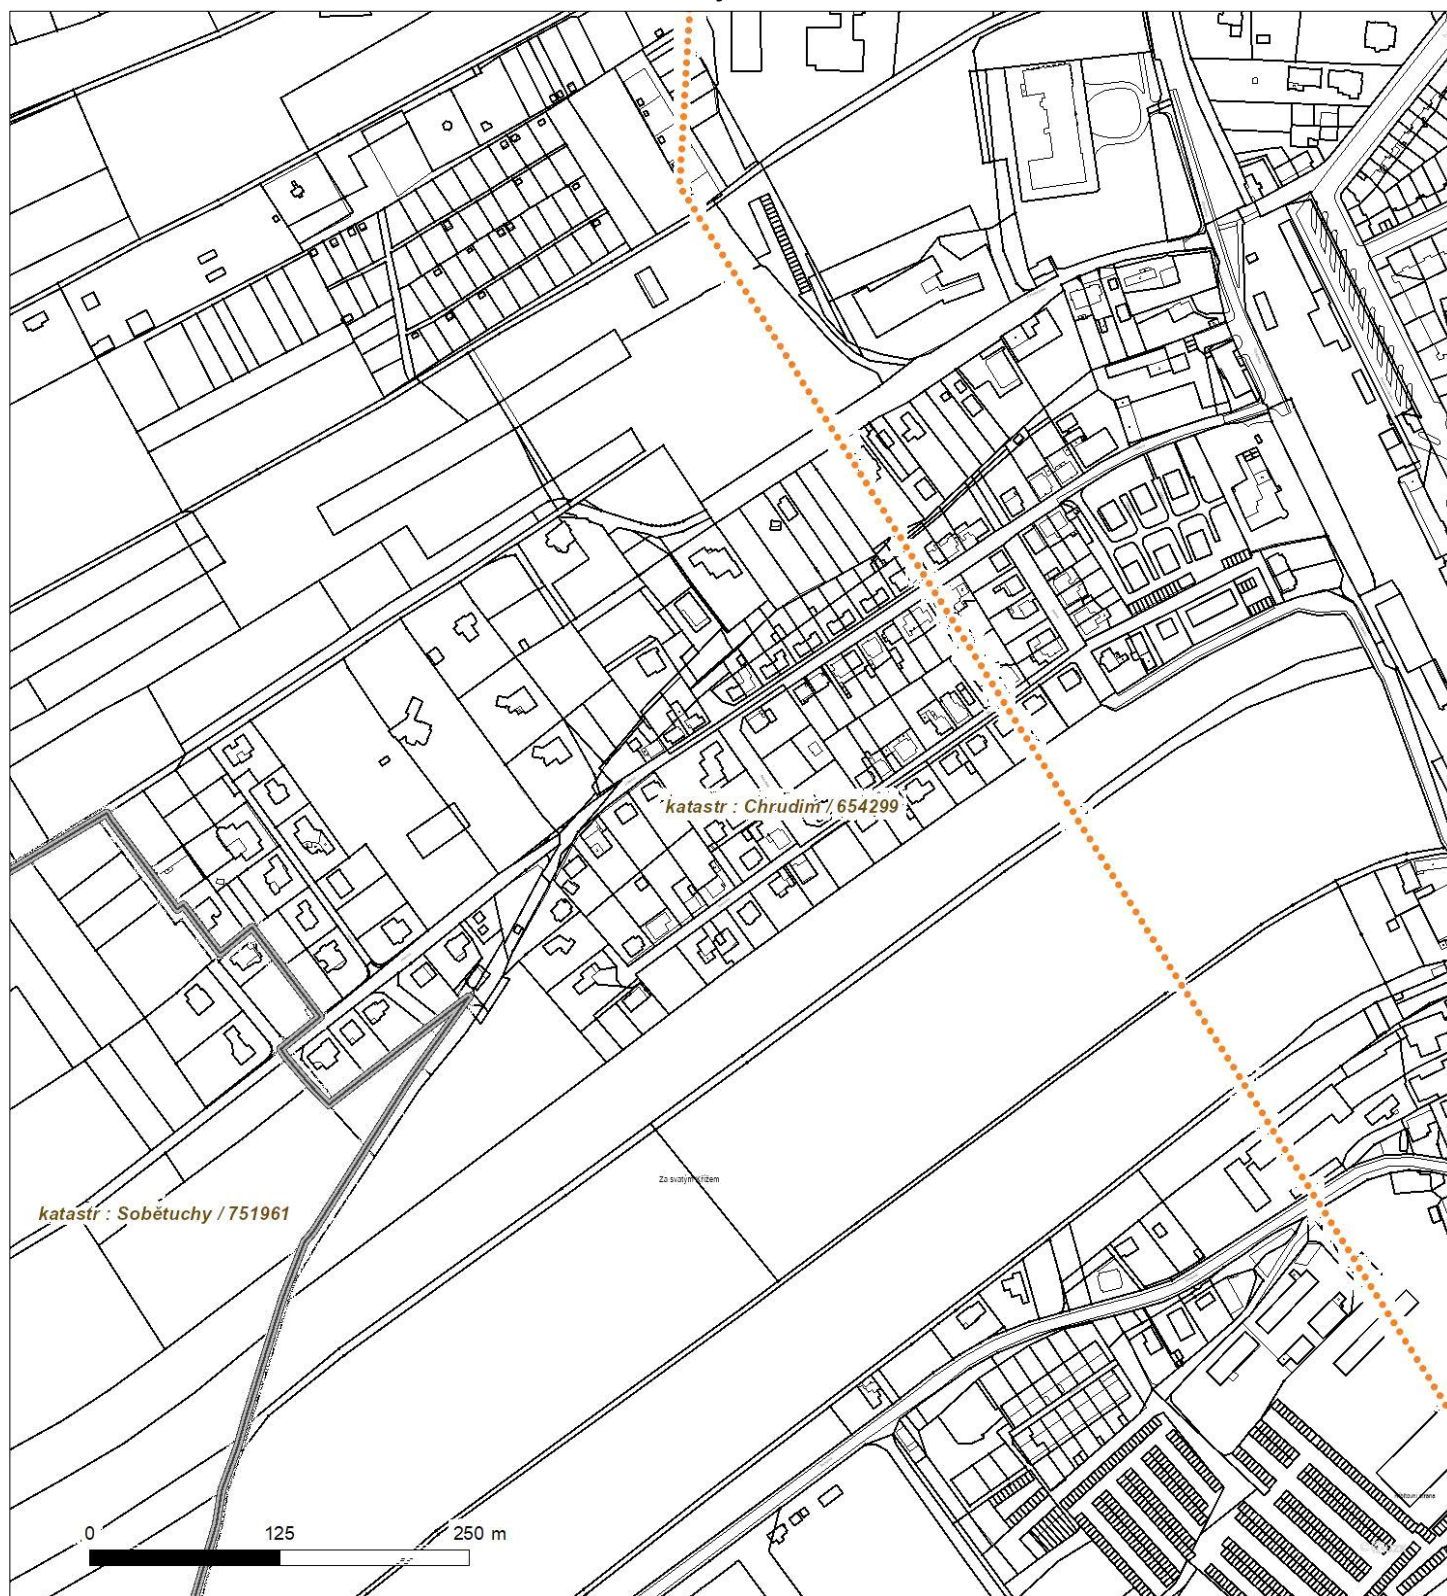 katastr : Chrudim / 654299
Za svatým křížem
katastr : Sobětuchy / 751961
0 125 250 m